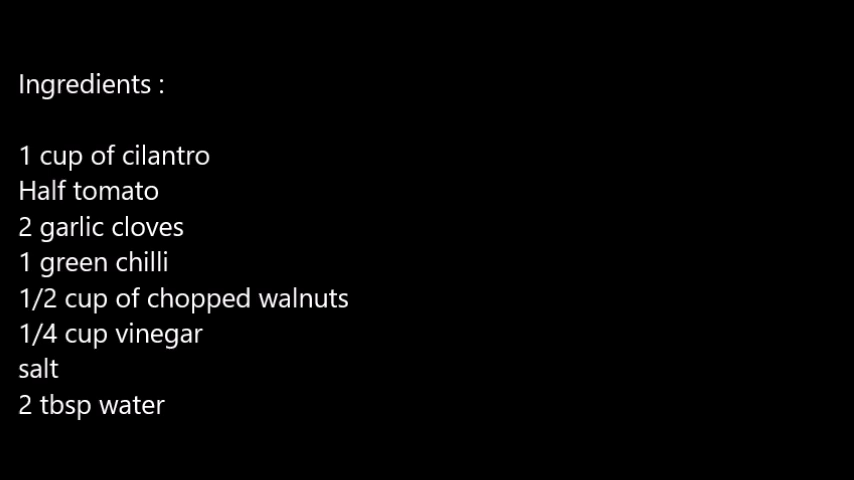 Ingredients :
1 cup of cilantro
Half tomato
2 garlic cloves
1 green chilli
1/2 cup of chopped walnuts
1/4 cup vinegar
salt
2 tbsp water